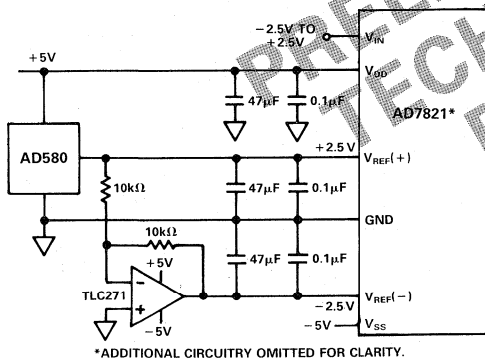 −2.5V TO
+2.5V
VIN
+5V
VDD
47μF
0.1μF
AD7821*
AD580
+2.5V
VREF(+)
10kΩ
47μF
0.1μF
GND
10kΩ
+5V
47μF
0.1μF
TLC271
−
+
−5V
−2.5V
VREF(−)
−5V
VSS
*ADDITIONAL CIRCUITRY OMITTED FOR CLARITY.